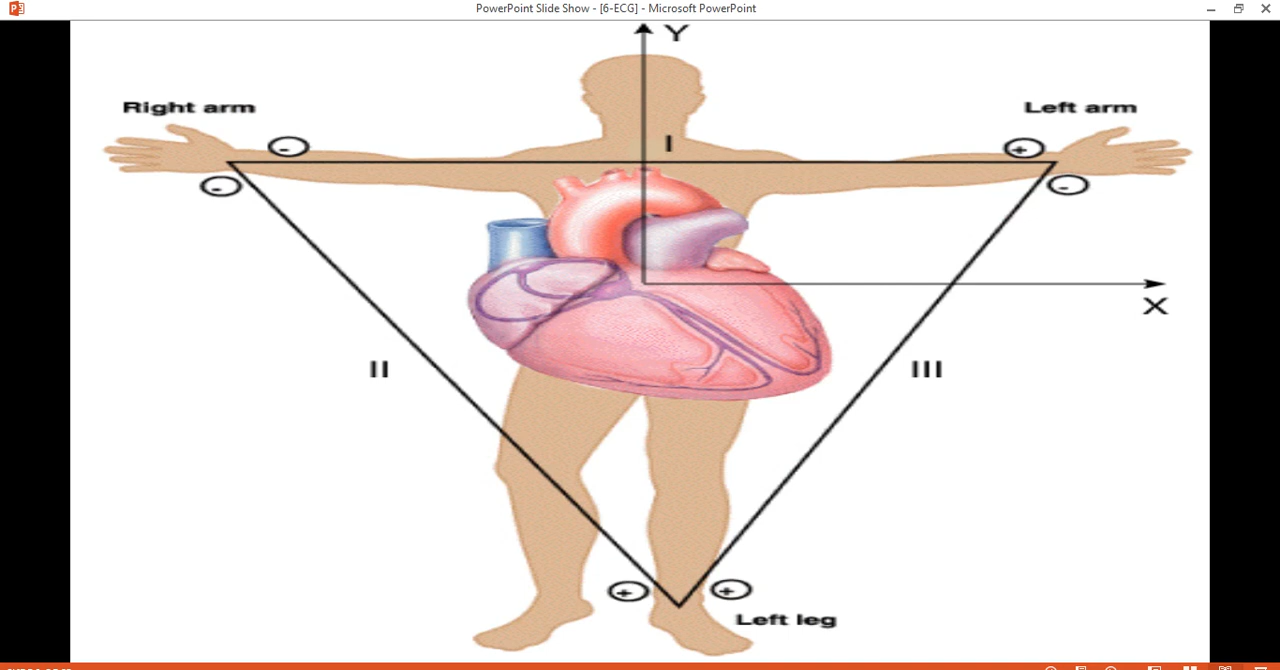 PowerPoint Slide Show - [6-ECG] - Microsoft PowerPoint
Y
Right arm
Left arm
-
I
+
-
-
X
II
III
+
+
Left leg